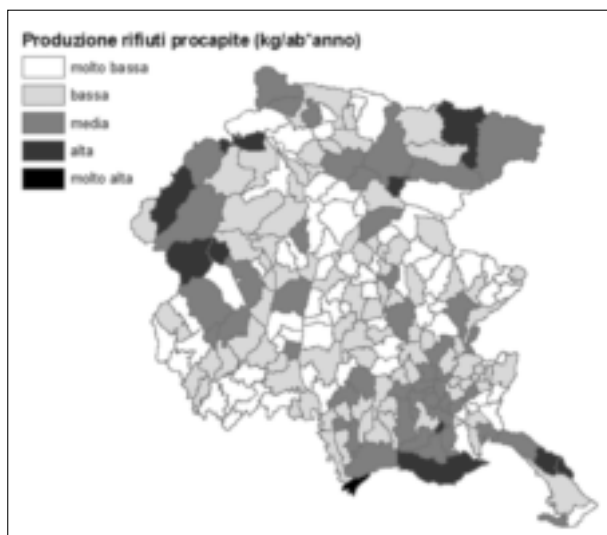 Produzione rifiuti procapite (kg/ab*anno)
molto bassa
bassa
media
alta
molto alta